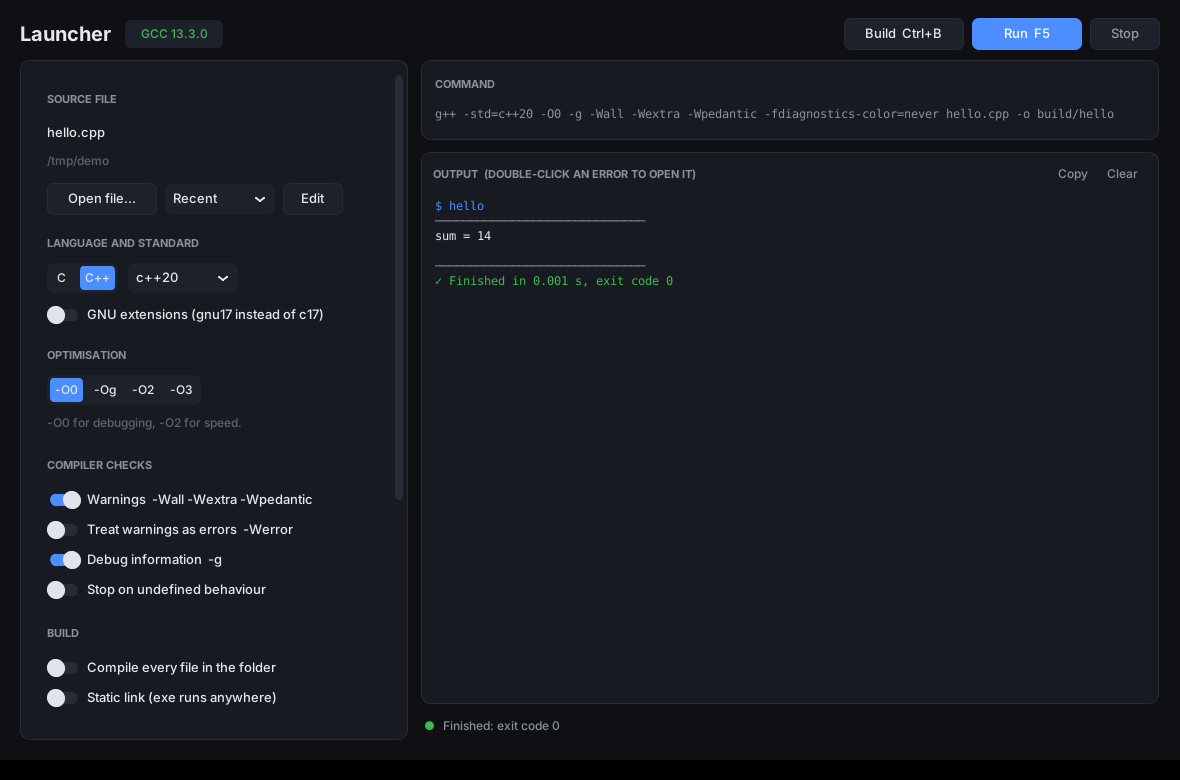 Launcher
GCC 13.3.0
Build Ctrl+B
Run F5
Stop
SOURCE FILE
hello.cpp
/tmp/demo
Open file...
Recent
Edit
LANGUAGE AND STANDARD
C
C++
c++20
GNU extensions (gnu17 instead of c17)
OPTIMISATION
-O0
-Og
-O2
-O3
-O0 for debugging, -O2 for speed.
COMPILER CHECKS
Warnings -Wall -Wextra -Wpedantic
Treat warnings as errors -Werror
Debug information -g
Stop on undefined behaviour
BUILD
Compile every file in the folder
Static link (exe runs anywhere)
COMMAND
g++ -std=c++20 -O0 -g -Wall -Wextra -Wpedantic -fdiagnostics-color=never hello.cpp -o build/hello
OUTPUT (DOUBLE-CLICK AN ERROR TO OPEN IT)
Copy
Clear
$ hello
──────────────────────────────
sum = 14
──────────────────────────────
✓ Finished in 0.001 s, exit code 0
Finished: exit code 0